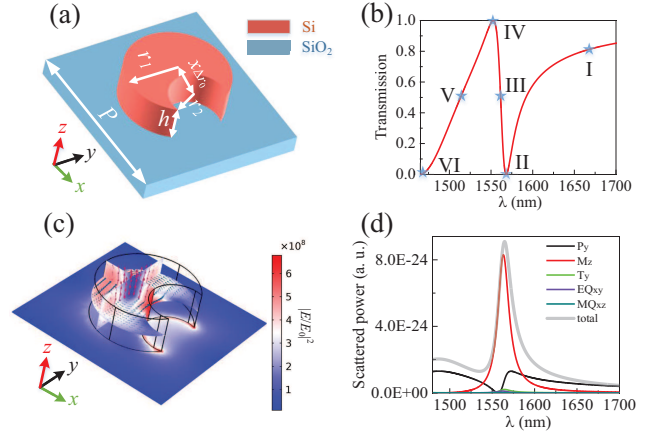 (a)
Si
SiO2
r1
xΔr0
r2
h
P
z
y
x
(b)
Transmission
1.0
0.8
0.6
0.4
0.2
0.0
IV
V
III
I
VI
II
1500 1550 1600 1650 1700
λ (nm)
(c)
×10⁸
6
5
4
3
2
1
|E/E0|²
z
y
x
(d)
Scattered power (a. u.)
8.0E-24
4.0E-24
0.0E+00
Py
Mz
Ty
EQxy
MQxz
total
1500 1550 1600 1650 1700
λ (nm)